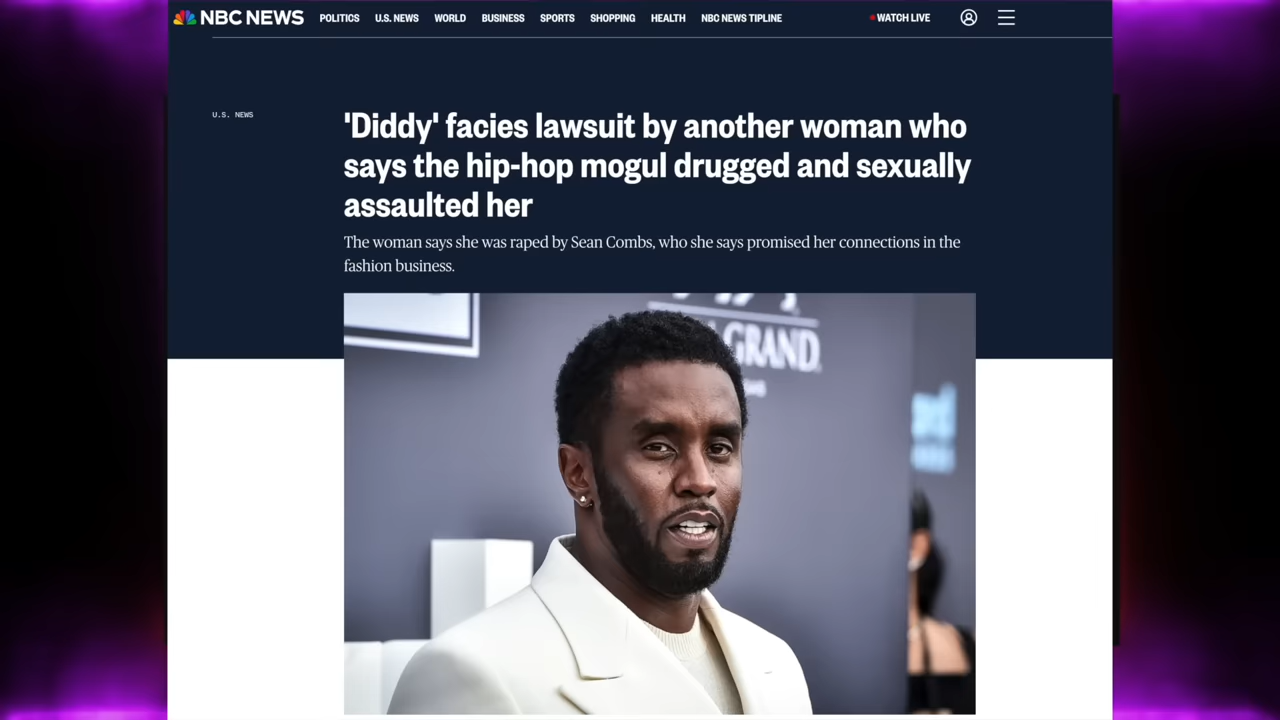 NBC NEWS POLITICS U.S. NEWS WORLD BUSINESS SPORTS SHOPPING HEALTH NBC NEWS TIPLINE WATCH LIVE
U.S. NEWS
'Diddy' facies lawsuit by another woman who
says the hip-hop mogul drugged and sexually
assaulted her
The woman says she was raped by Sean Combs, who she says promised her connections in the
fashion business.
GRAND